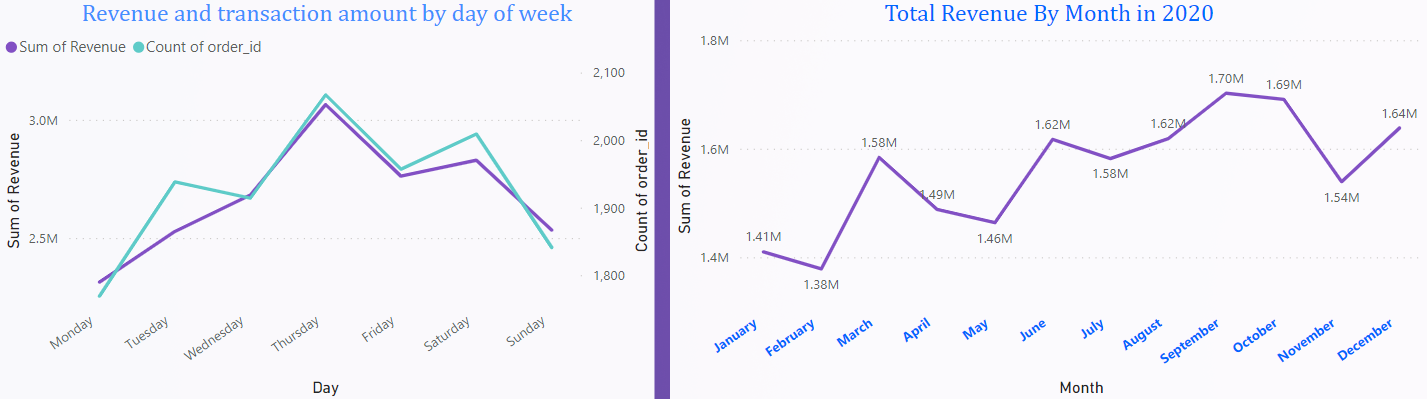 Revenue and transaction amount by day of week
Sum of Revenue Count of order_id
2,100
3.0M
2,000
1,900
2.5M
1,800
Sum of Revenue
Count of order_id
Monday Tuesday Wednesday Thursday Friday Saturday Sunday
Day
Total Revenue By Month in 2020
1.8M
1.6M
1.4M
Sum of Revenue
1.41M
1.38M
1.58M
1.49M
1.46M
1.62M
1.58M
1.62M
1.70M
1.69M
1.54M
1.64M
January February March April May June July August September October November December
Month